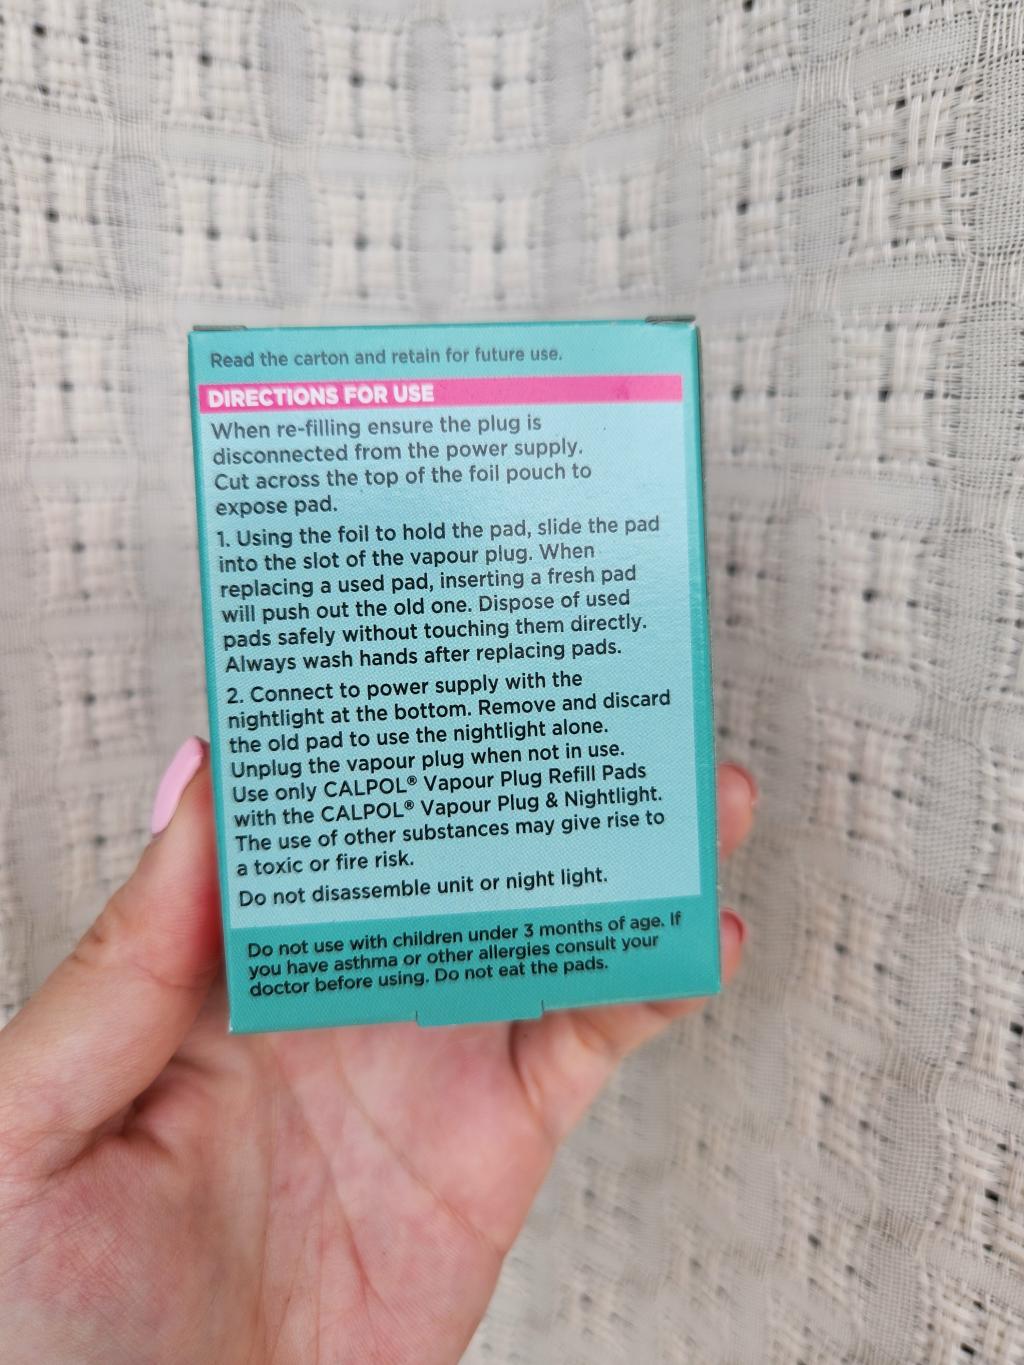 Read the carton and retain for future use.
DIRECTIONS FOR USE
When re-filling ensure the plug is
disconnected from the power supply.
Cut across the top of the foil pouch to
expose pad.
1. Using the foil to hold the pad, slide the pad
into the slot of the vapour plug. When
replacing a used pad, inserting a fresh pad
will push out the old one. Dispose of used
pads safely without touching them directly.
Always wash hands after replacing pads.
2. Connect to power supply with the
nightlight at the bottom. Remove and discard
the old pad to use the nightlight alone.
Unplug the vapour plug when not in use.
Use only CALPOL® Vapour Plug Refill Pads
with the CALPOL® Vapour Plug & Nightlight.
The use of other substances may give rise to
a toxic or fire risk.
Do not disassemble unit or night light.
Do not use with children under 3 months of age. If
you have asthma or other allergies consult your
doctor before using. Do not eat the pads.